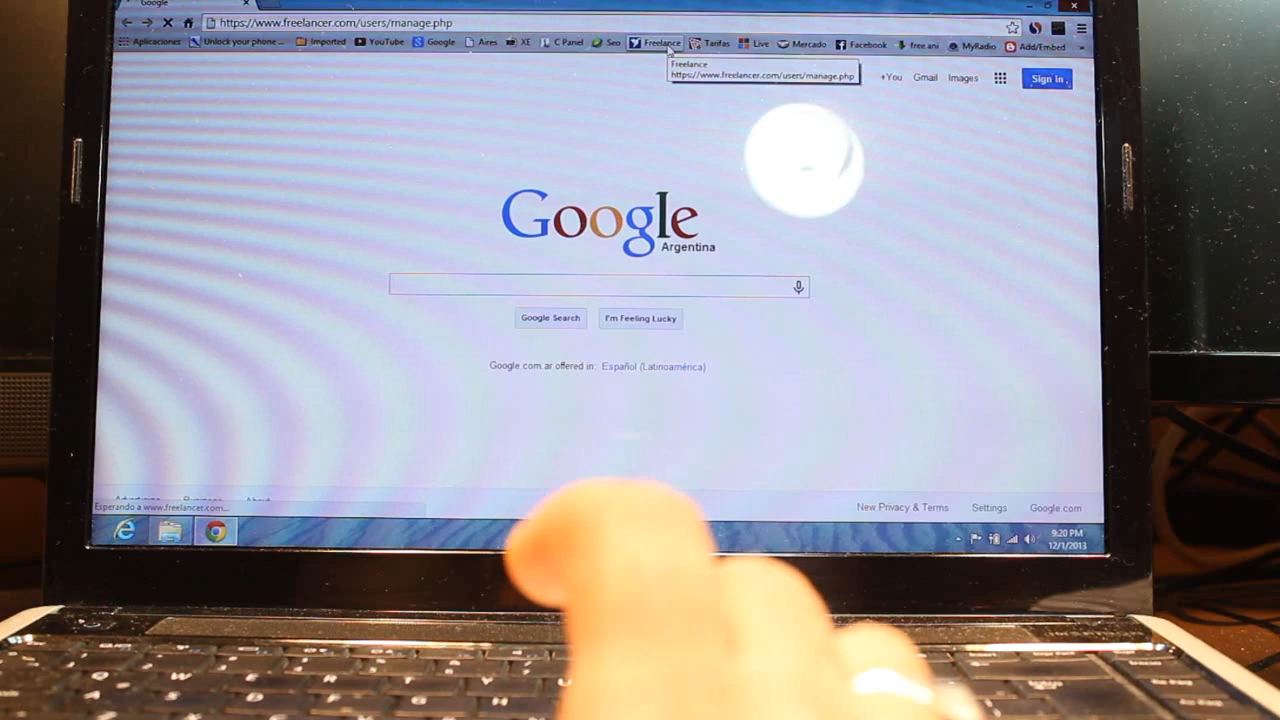 Google
https://www.freelancer.com/users/manage.php
Aplicaciones Unlock your phone ... Imported YouTube Google Aires XE C Panel Seo Freelance Tarifas Live Mercado Facebook free ani MyRadio Add/Embed »
Freelance
https://www.freelancer.com/users/manage.php
+You Gmail Images Sign in
Google
Argentina
Google Search I'm Feeling Lucky
Google.com.ar offered in: Español (Latinoamérica)
Advertising Business About
Esperando a www.freelancer.com...
New Privacy & Terms Settings Google.com
9:20 PM
12/1/2013
Q W E R T
A S D F